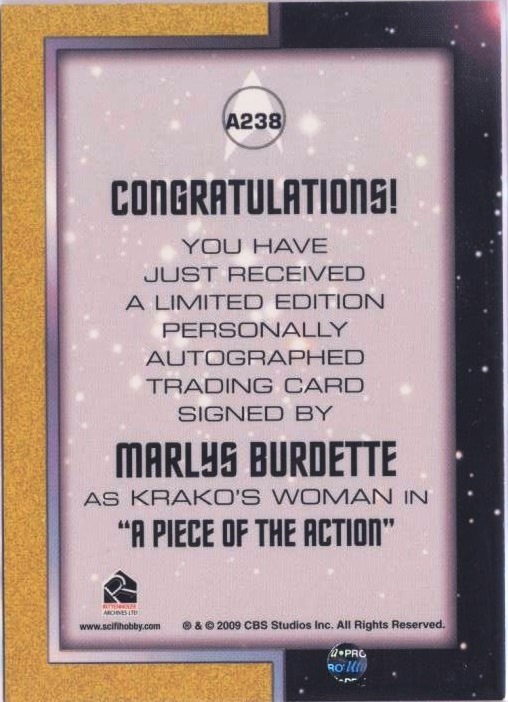 A238
CONGRATULATIONS!
YOU HAVE
JUST RECEIVED
A LIMITED EDITION
PERSONALLY
AUTOGRAPHED
TRADING CARD
SIGNED BY
MARLYS BURDETTE
AS KRAKO'S WOMAN IN
"A PIECE OF THE ACTION"
RITTENHOUSE
ARCHIVES LTD
www.scifihobby.com ® & © 2009 CBS Studios Inc. All Rights Reserved.
PRO